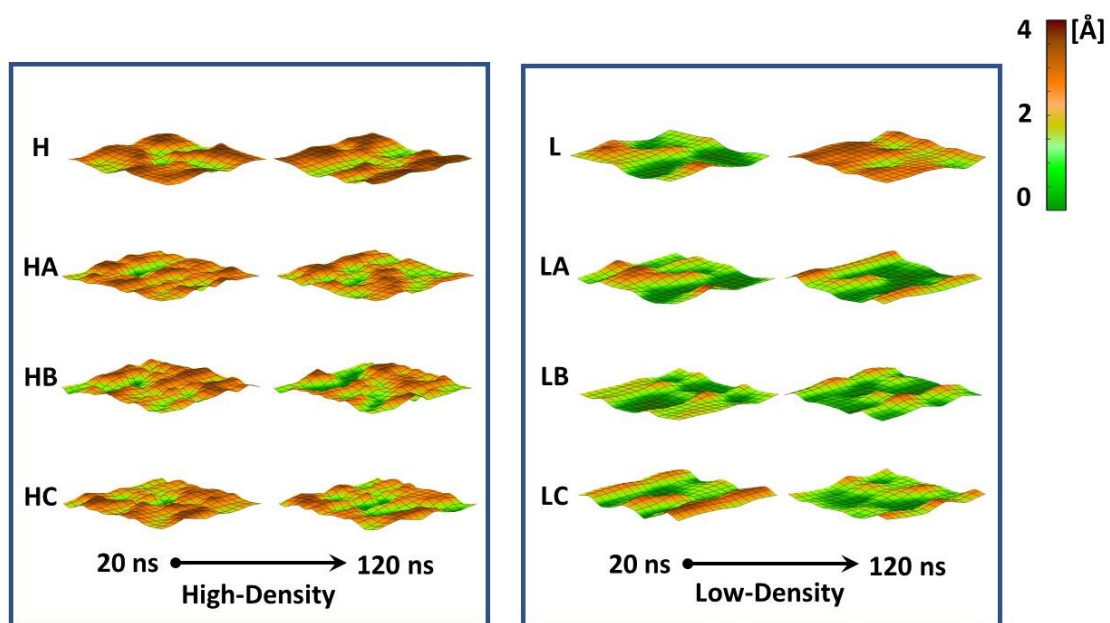 4 [Å]
2
0
H
HA
HB
HC
20 ns 120 ns
High-Density
L
LA
LB
LC
20 ns 120 ns
Low-Density